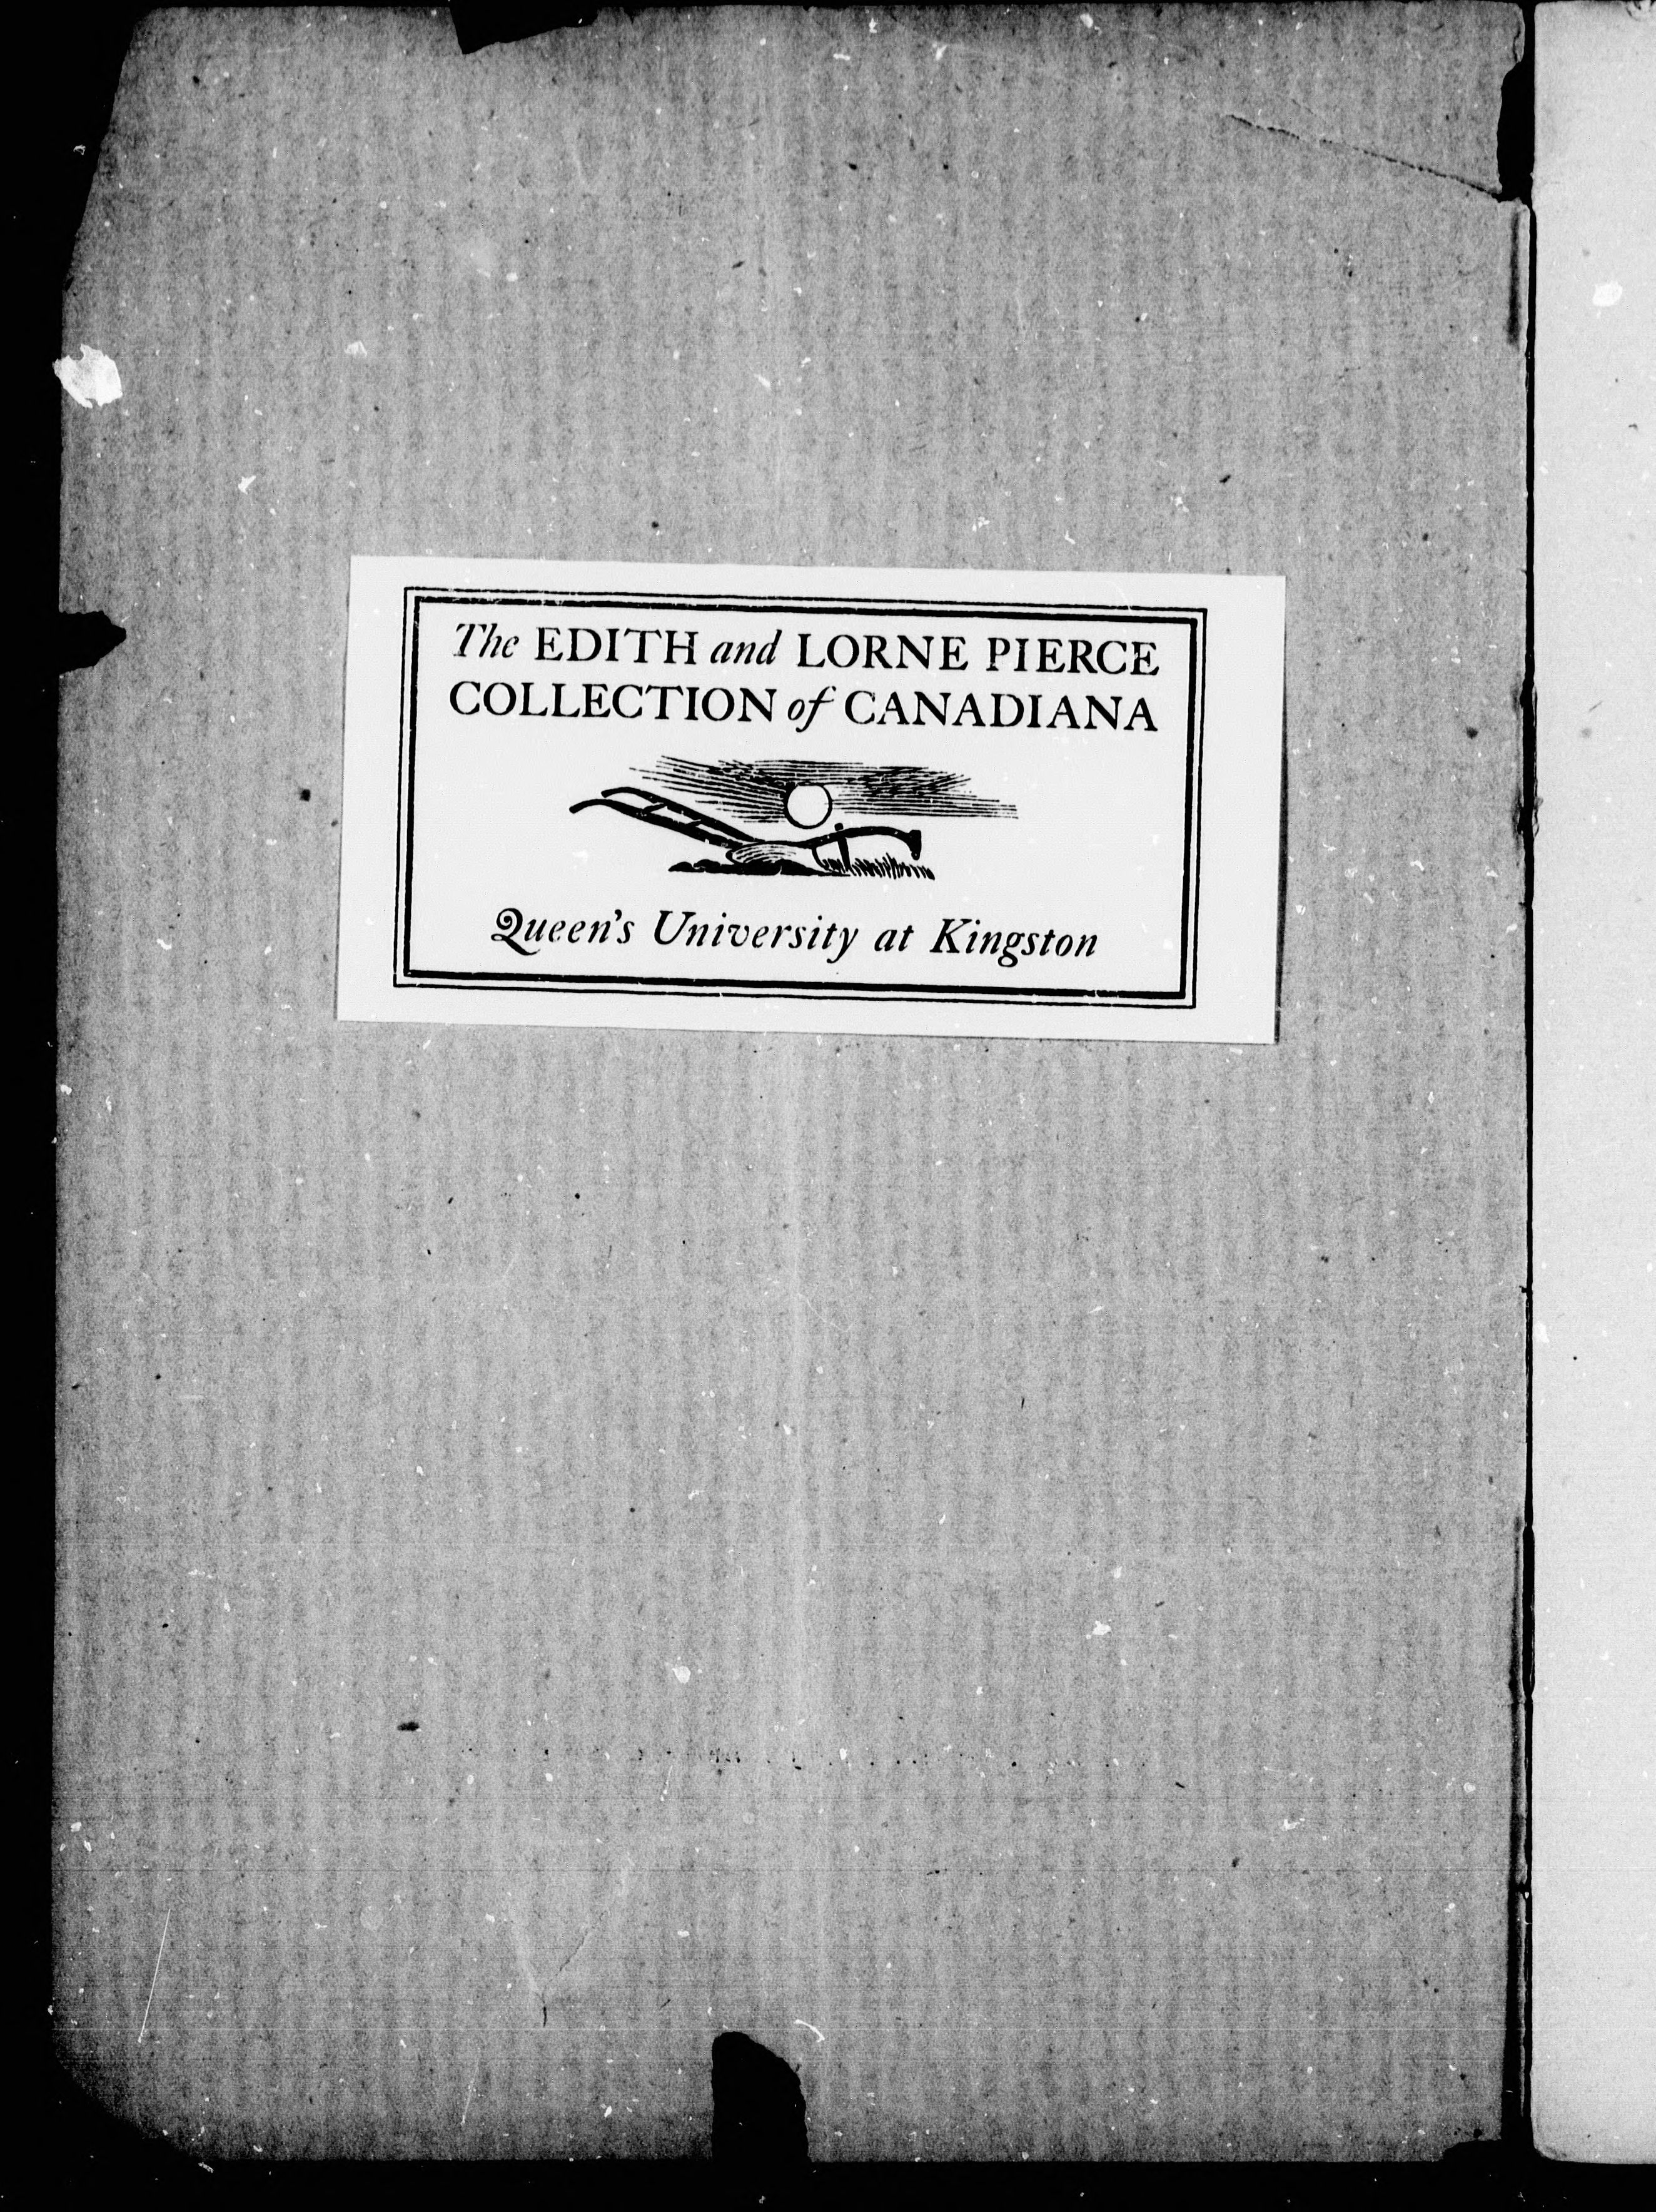 The EDITH and LORNE PIERCE
COLLECTION of CANADIANA
Queen's University at Kingston